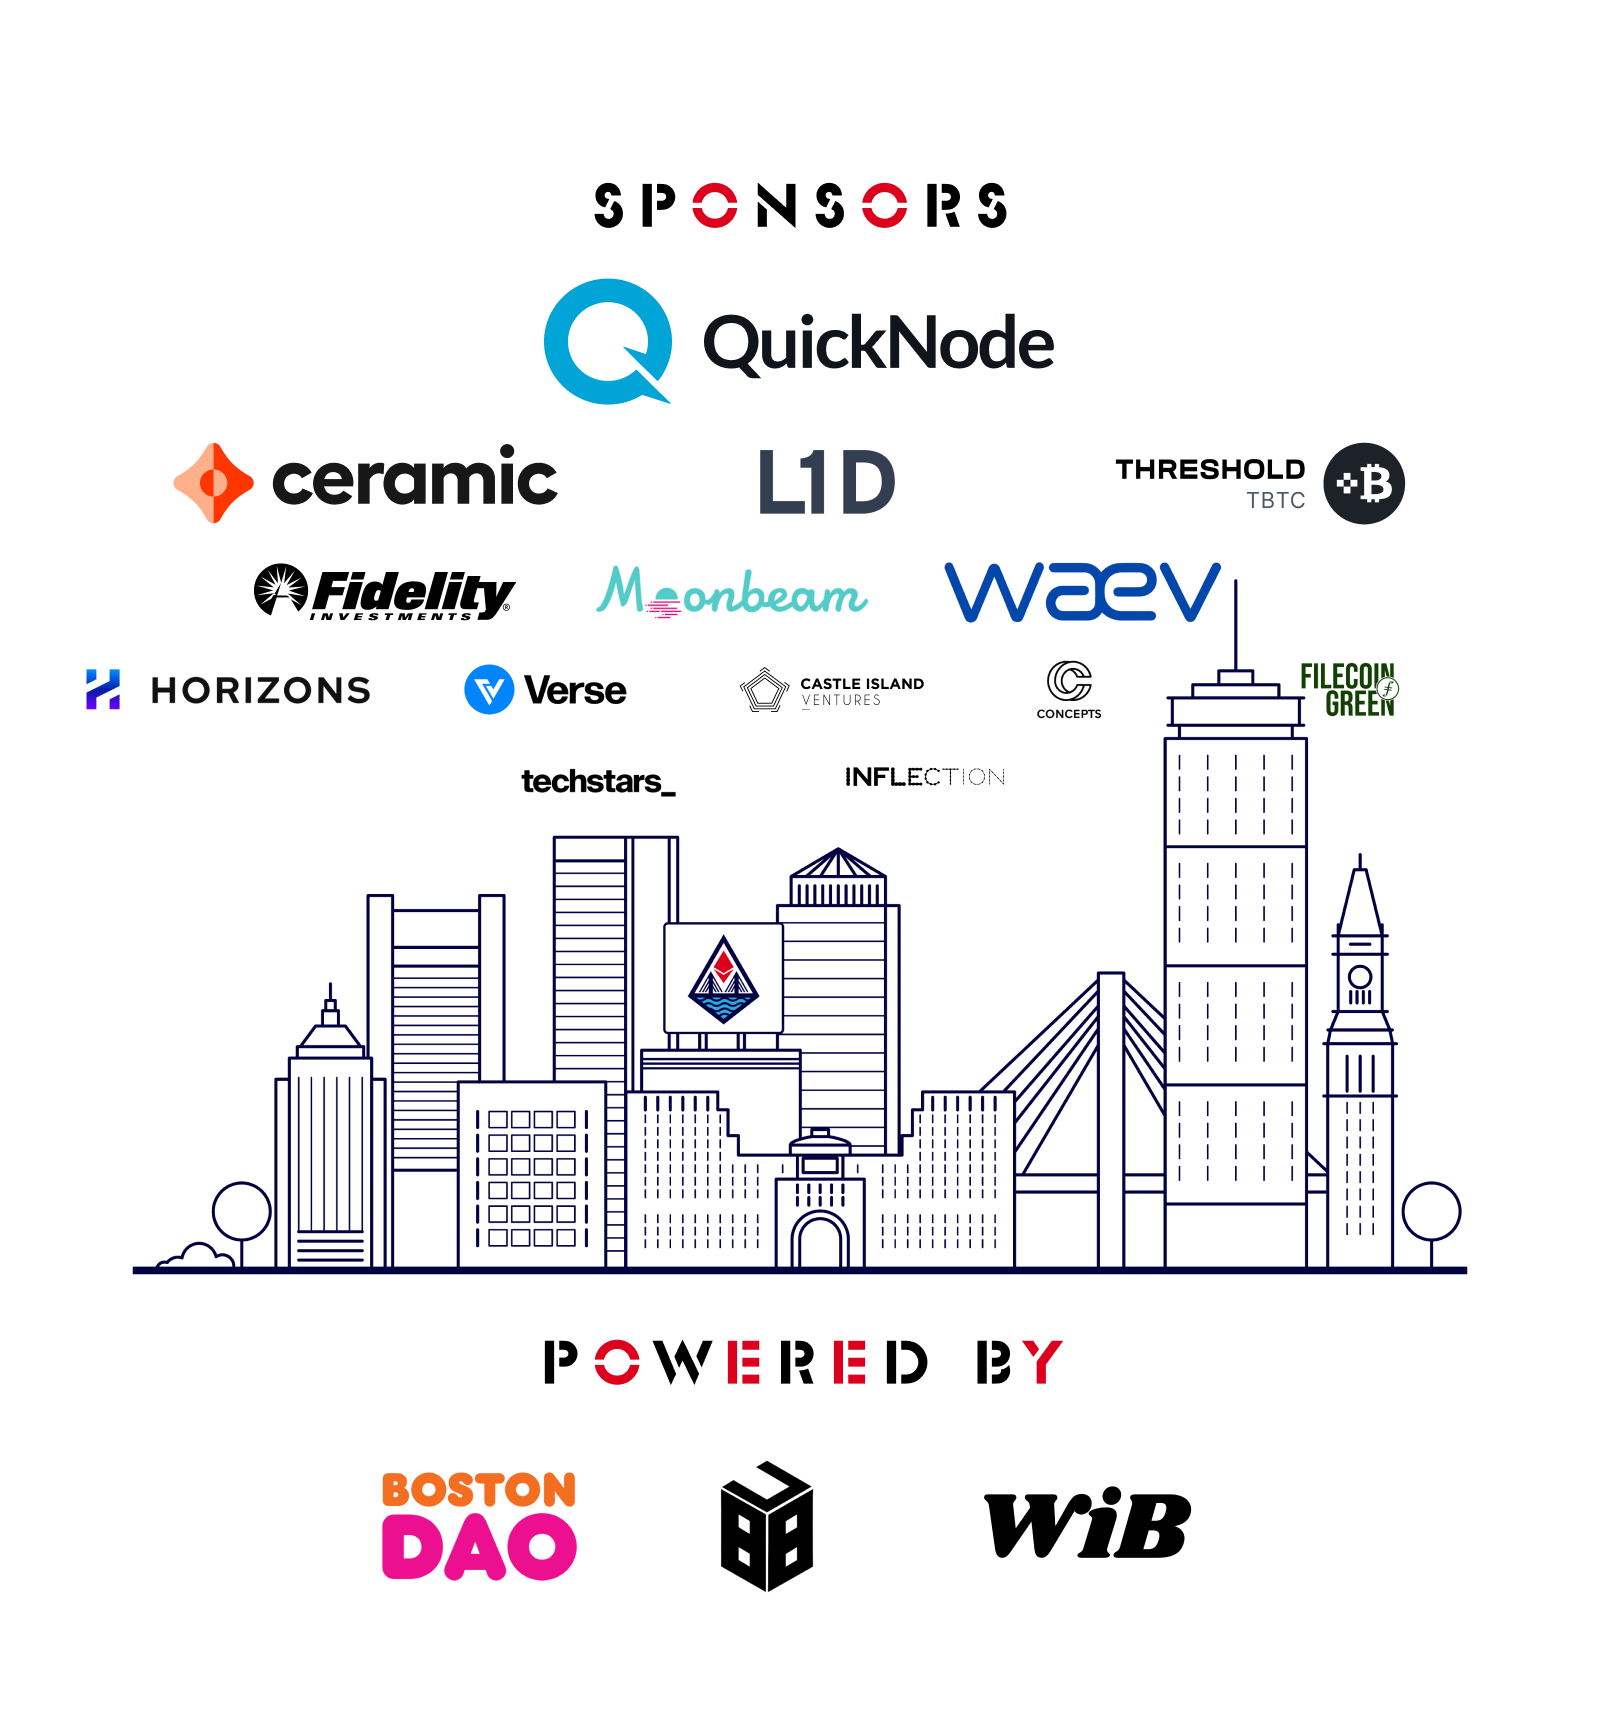 SPONSORS
QuickNode
ceramic
L1D
THRESHOLD
TBTC
Fidelity
INVESTMENTS®
Moonbeam
waev
HORIZONS
Verse
CASTLE ISLAND
VENTURES
CONCEPTS
FILECOIN
GREEN
techstars_
INFLECTION
POWERED BY
BOSTON
DAO
WiB